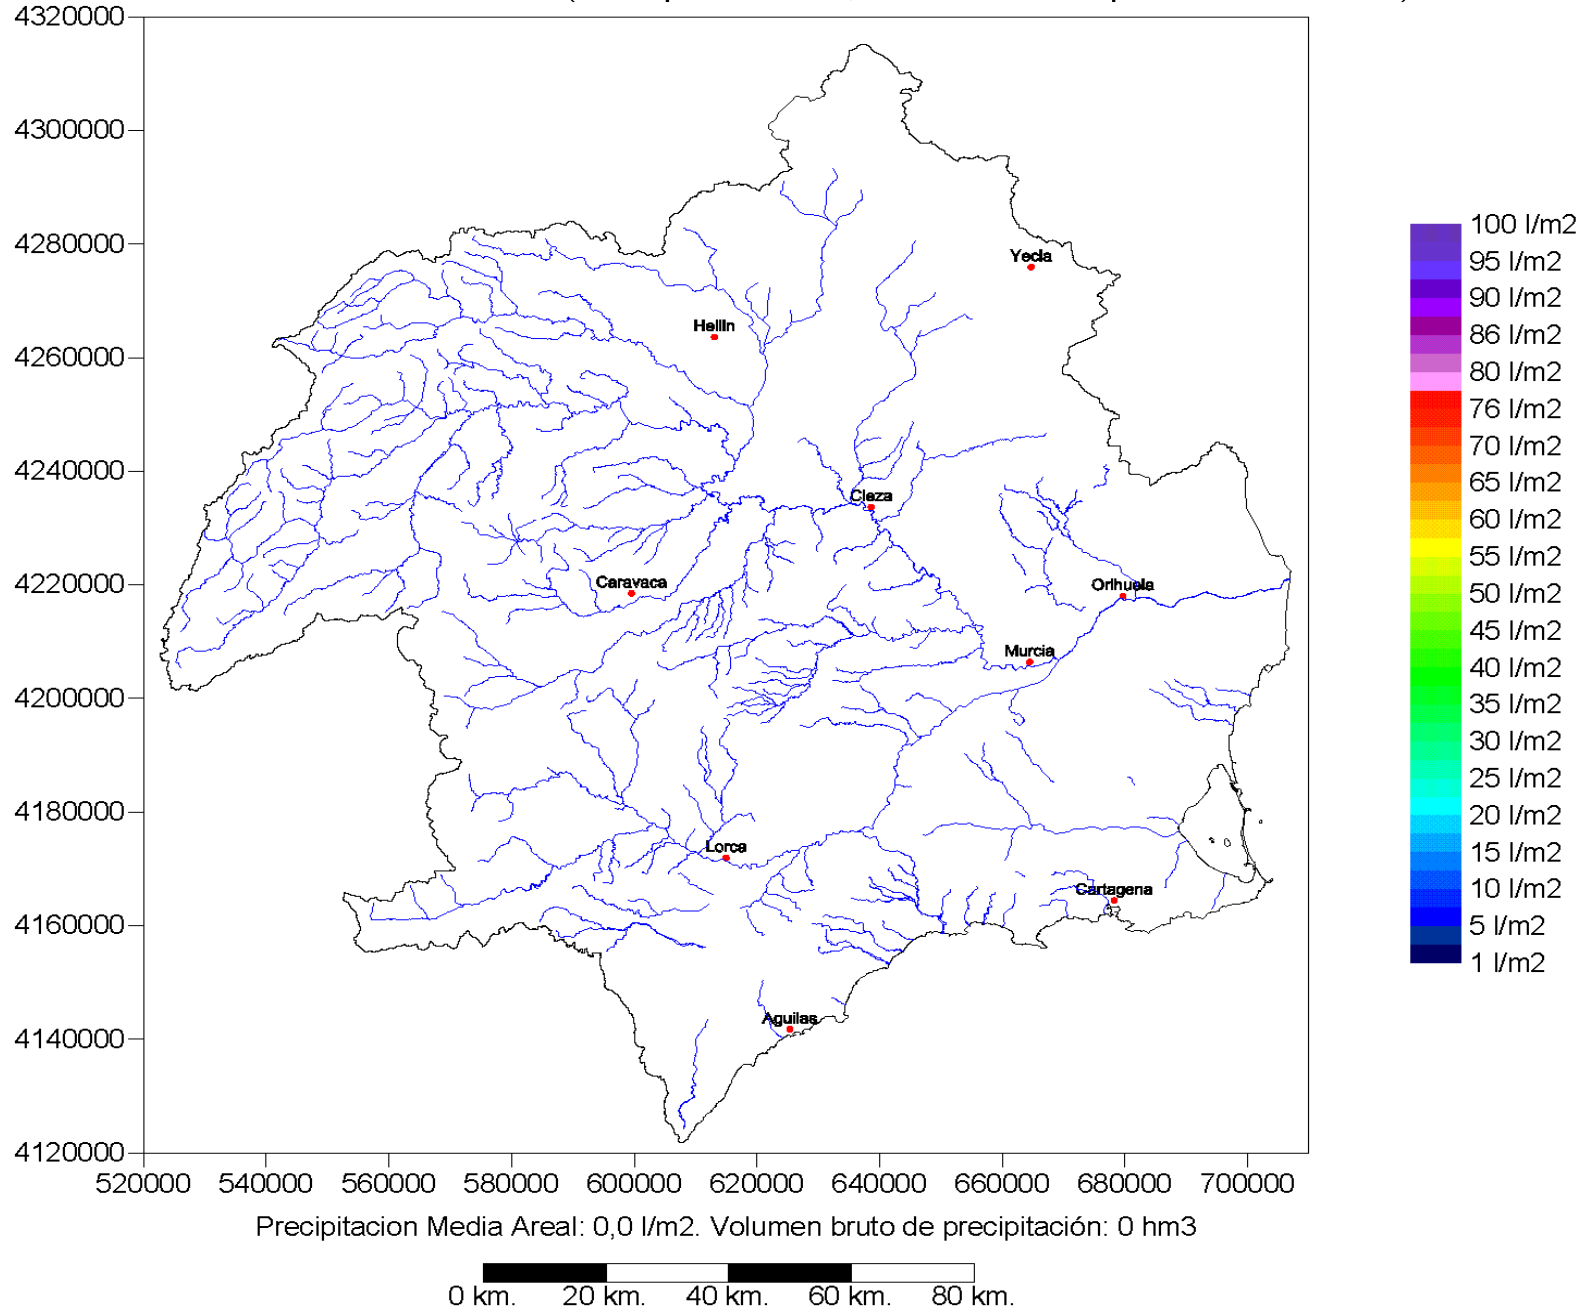 4320000
4300000
4280000
4260000
4240000
4220000
4200000
4180000
4160000
4140000
4120000
520000 540000 560000 580000 600000 620000 640000 660000 680000 700000
Yecla
Hellin
Cieza
Caravaca
Orihuela
Murcia
Lorca
Cartagena
Aguilas
100 l/m2
95 l/m2
90 l/m2
86 l/m2
80 l/m2
76 l/m2
70 l/m2
65 l/m2
60 l/m2
55 l/m2
50 l/m2
45 l/m2
40 l/m2
35 l/m2
30 l/m2
25 l/m2
20 l/m2
15 l/m2
10 l/m2
5 l/m2
1 l/m2
Precipitacion Media Areal: 0,0 l/m2. Volumen bruto de precipitación: 0 hm3
0 km. 20 km. 40 km. 60 km. 80 km.